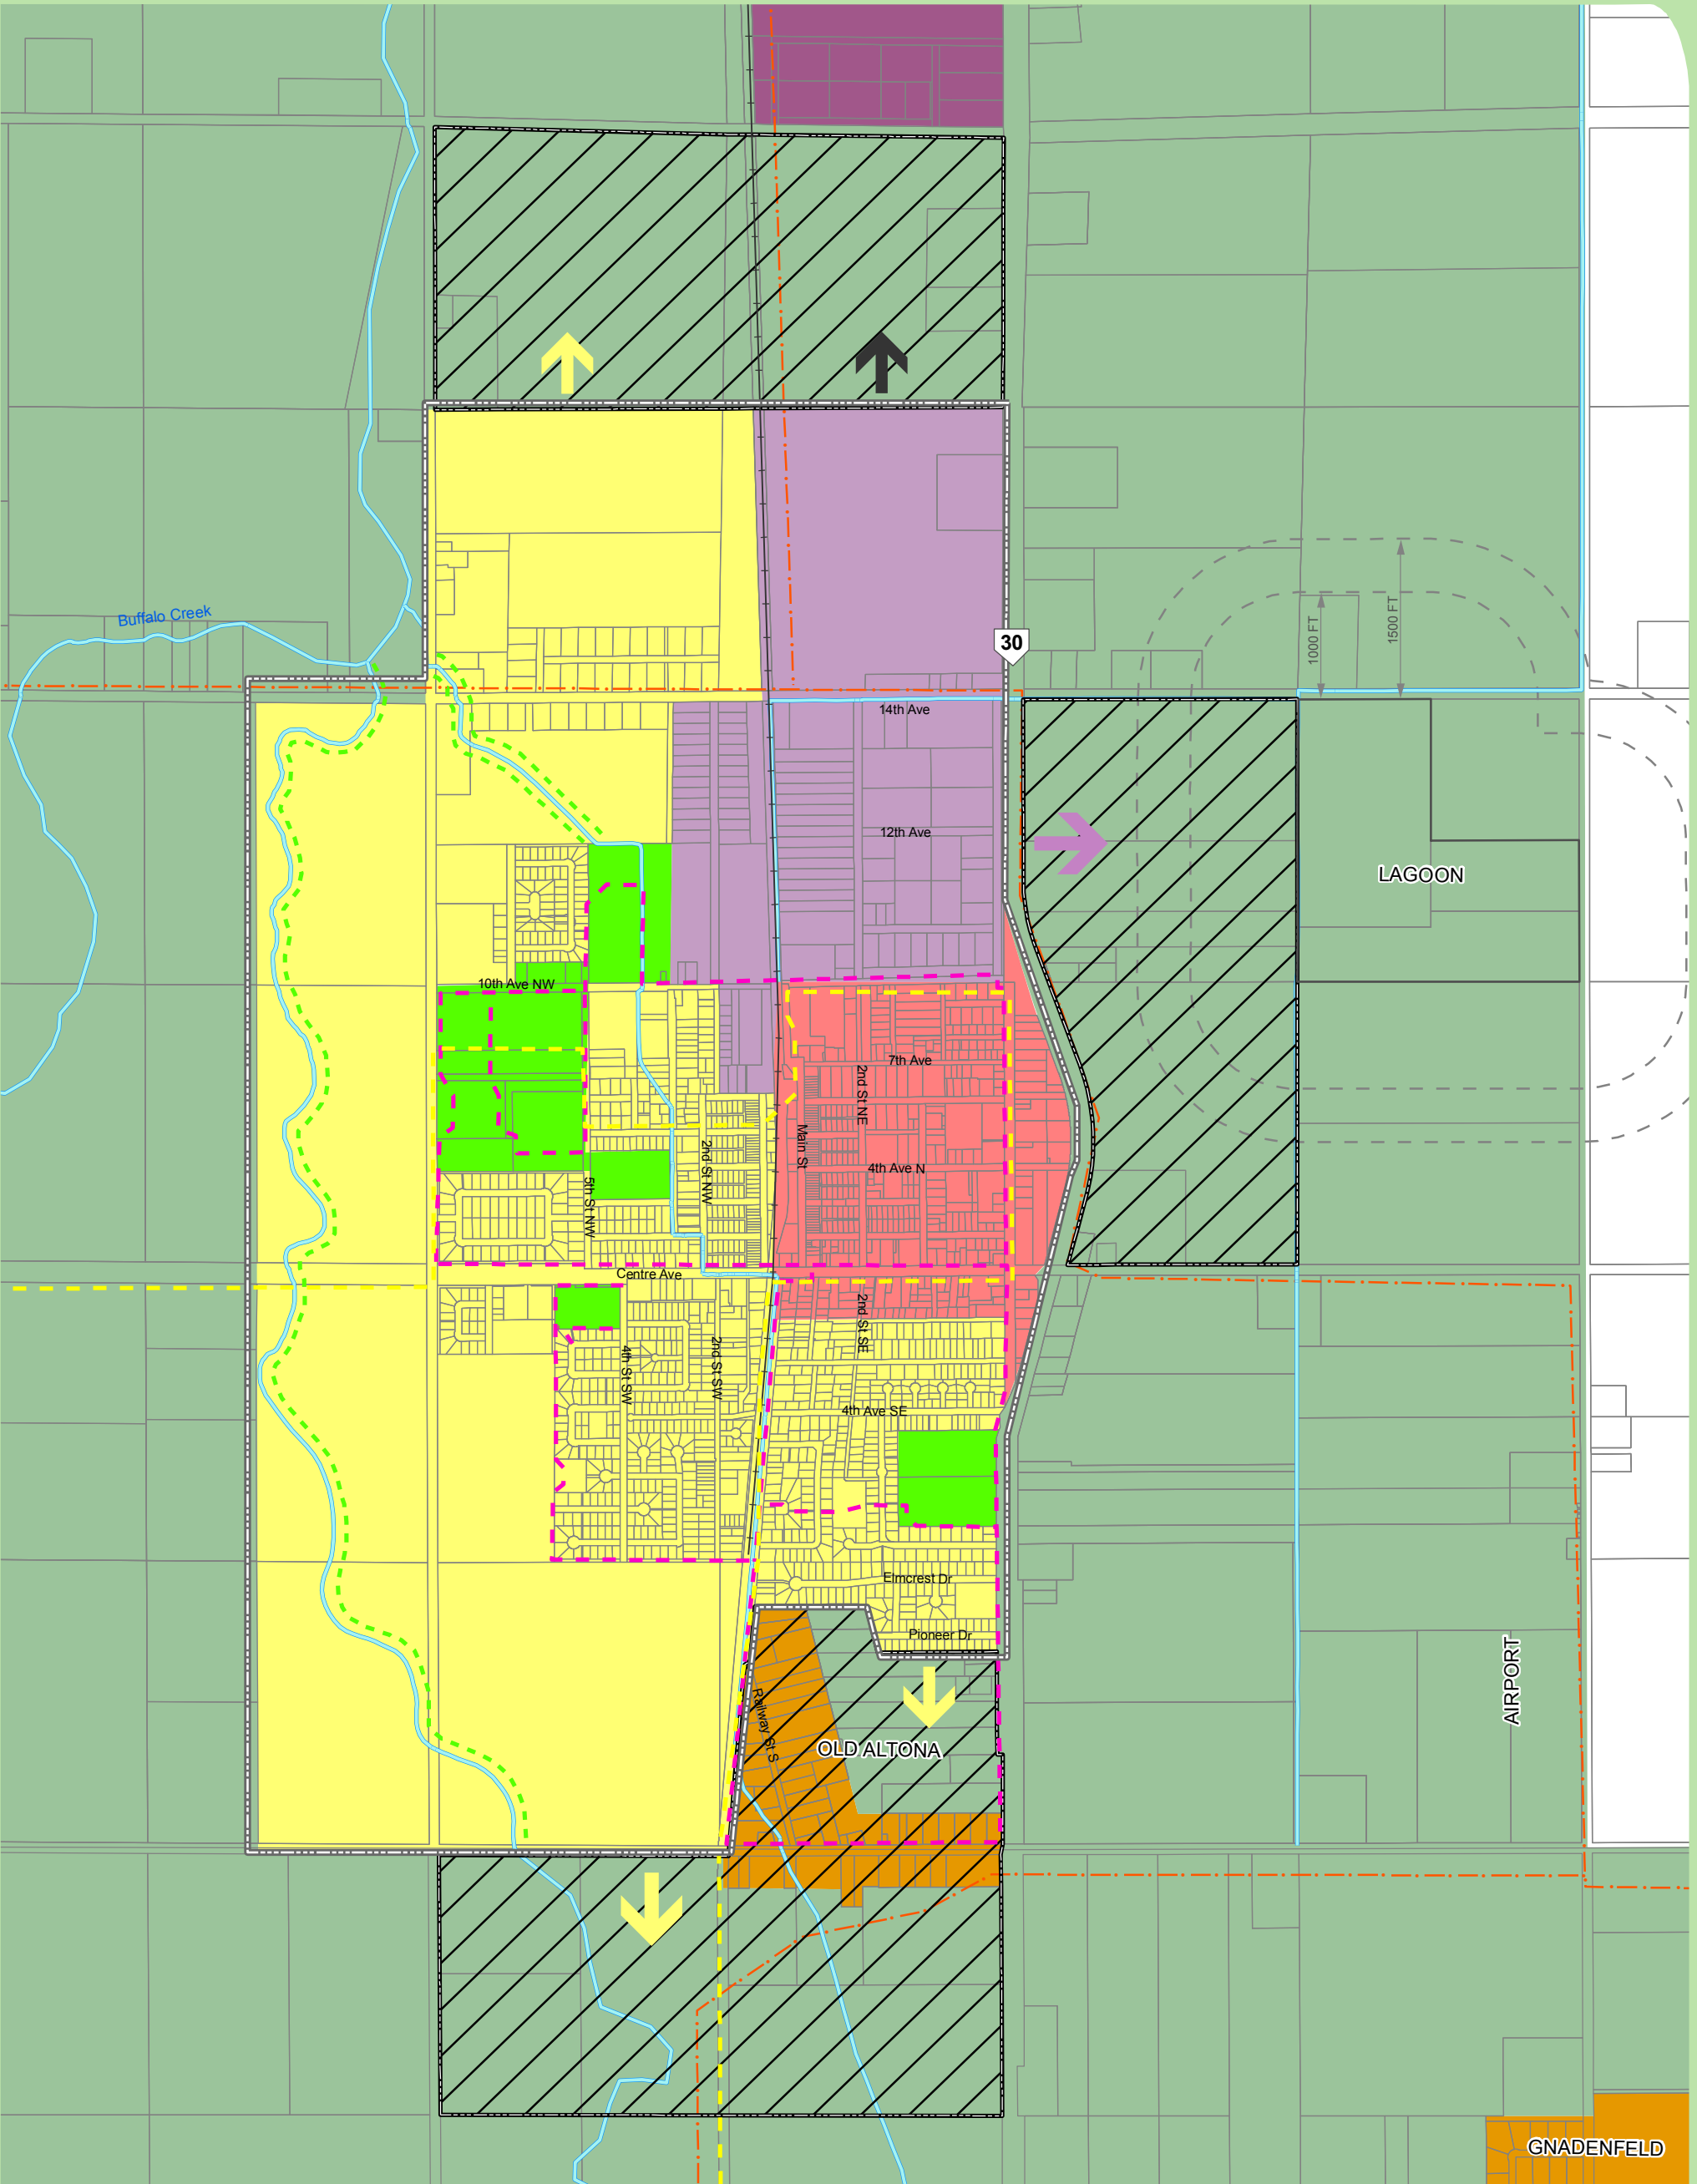 Buffalo Creek
30
1000 FT
1500 FT
14th Ave
12th Ave
LAGOON
10th Ave NW
7th Ave
2nd St NE
Main St
2nd St NW
4th Ave N
5th St NW
Centre Ave
2nd St SE
4th St SW
2nd St SW
4th Ave SE
Elmcrest Dr
Pioneer Dr
Railway St S
OLD ALTONA
AIRPORT
GNADENFELD